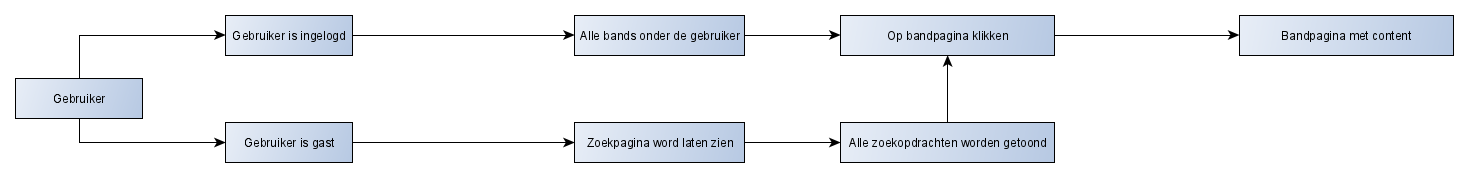 Gebruiker is ingelogd
Alle bands onder de gebruiker
Op bandpagina klikken
Bandpagina met content
Gebruiker
Gebruiker is gast
Zoekpagina word laten zien
Alle zoekopdrachten worden getoond